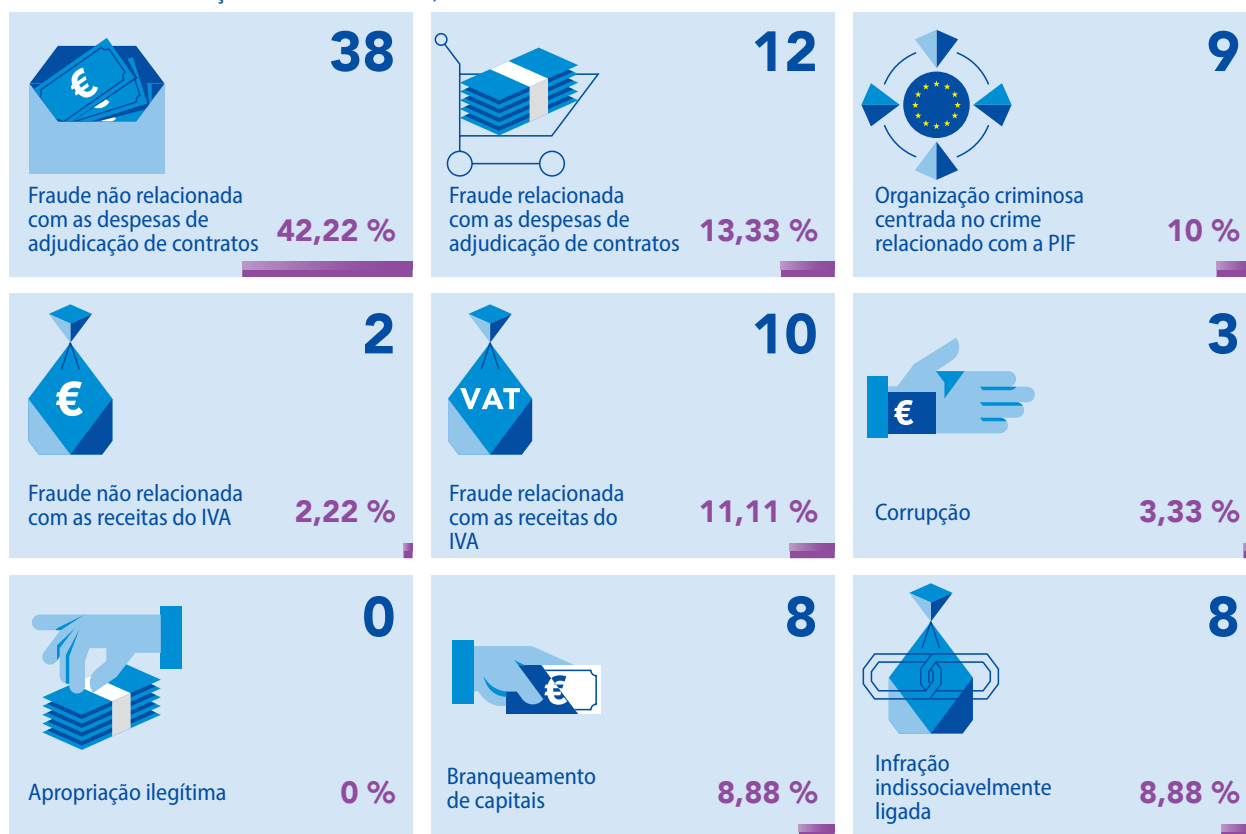 38
€
Fraude não relacionada
com as despesas de
adjudicação de contratos
42,22 %
12
Fraude relacionada
com as despesas de
adjudicação de contratos
13,33 %
9
Organização criminosa
centrada no crime
relacionado com a PIF
10 %
2
€
Fraude não relacionada
com as receitas do IVA
2,22 %
10
VAT
Fraude relacionada
com as receitas do
IVA
11,11 %
3
€
Corrupção
3,33 %
0
Apropriação ilegítima
0 %
8
€
Branqueamento
de capitais
8,88 %
8
Infração
indissociavelmente
ligada
8,88 %